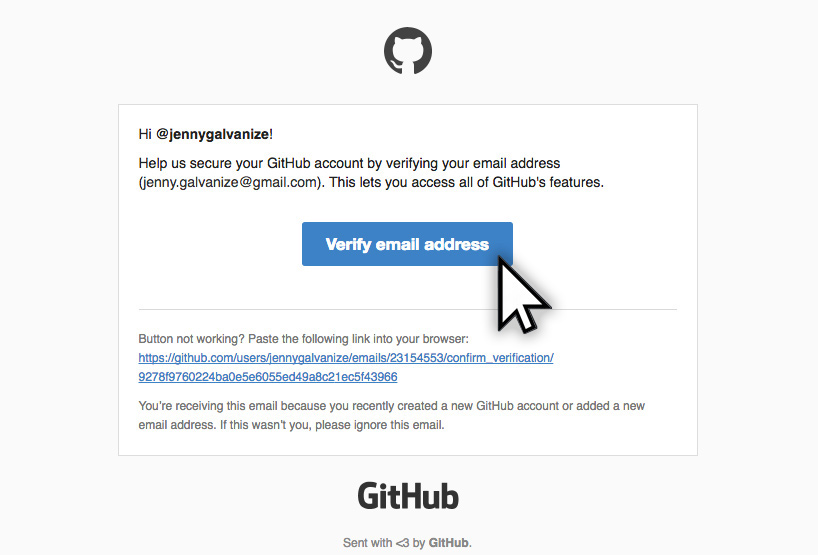 Hi @jennygalvanize!
Help us secure your GitHub account by verifying your email address
(jenny.galvanize@gmail.com). This lets you access all of GitHub's features.
Verify email address
Button not working? Paste the following link into your browser:
https://github.com/users/jennygalvanize/emails/23154553/confirm_verification/
9278f9760224ba0e5e6055ed49a8c21ec5f43966
You're receiving this email because you recently created a new GitHub account or added a new
email address. If this wasn't you, please ignore this email.
GitHub
Sent with <3 by GitHub.